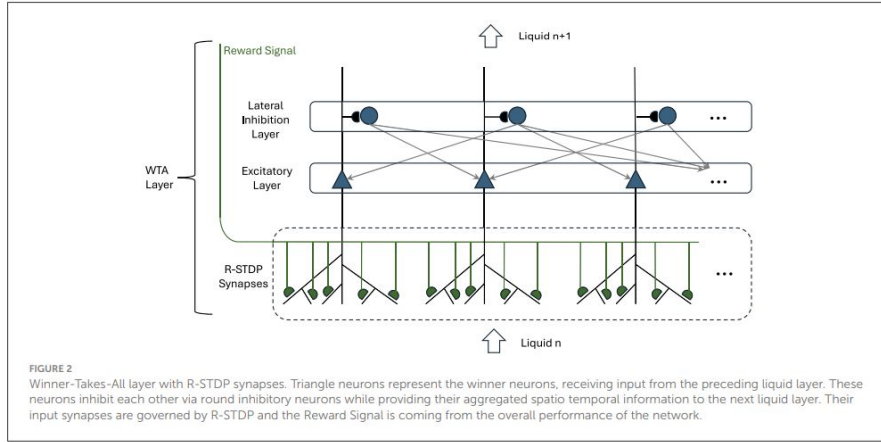 Liquid n+1
Reward Signal
Lateral
Inhibition
Layer
...
WTA
Layer
Excitatory
Layer
...
R-STDP
Synapses
...
Liquid n
FIGURE 2
Winner-Takes-All layer with R-STDP synapses. Triangle neurons represent the winner neurons, receiving input from the preceding liquid layer. These
neurons inhibit each other via round inhibitory neurons while providing their aggregated spatio temporal information to the next liquid layer. Their
input synapses are governed by R-STDP and the Reward Signal is coming from the overall performance of the network.